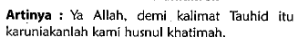 Artinya : Ya Allah, demi kalimat Tauhid itu
karuniakanlah kami husnul khatimah.